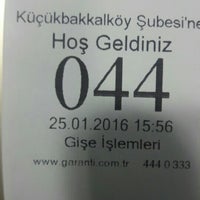 Küçükbakkalköy Şubesi'ne
Hoş Geldiniz
044
25.01.2016 15:56
Gişe İşlemleri
www.garanti.com.tr 444 0 333